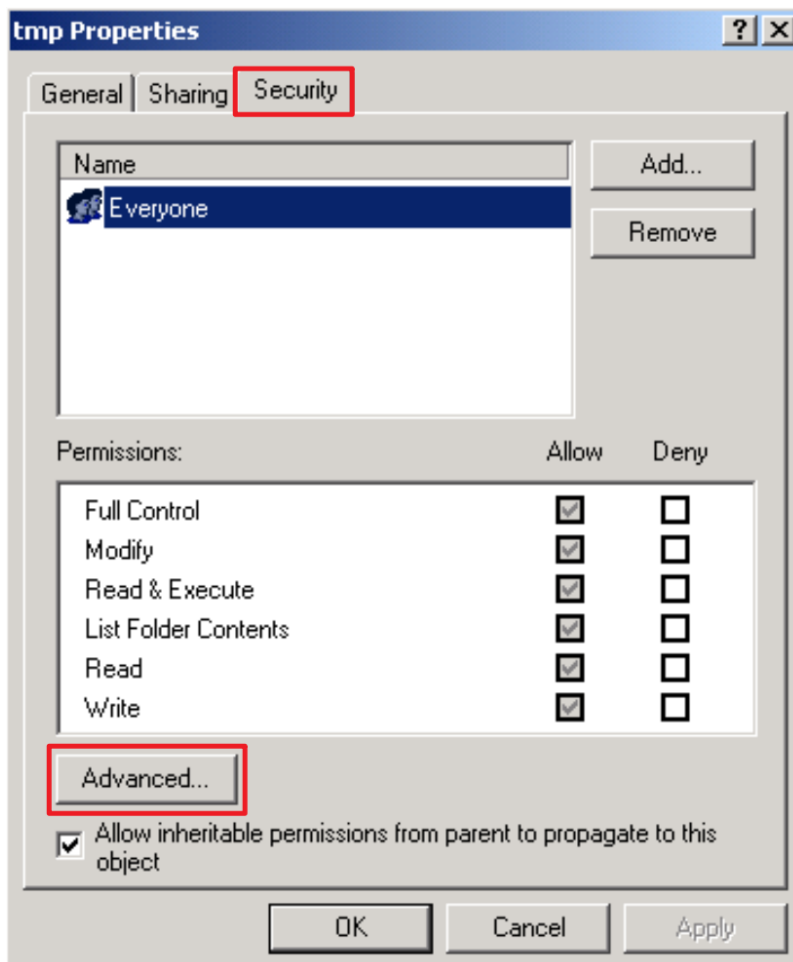 tmp Properties
General Sharing Security
Name
Add...
Everyone
Remove
Permissions: Allow Deny
Full Control
Modify
Read & Execute
List Folder Contents
Read
Write
Advanced...
Allow inheritable permissions from parent to propagate to this
object
OK Cancel Apply